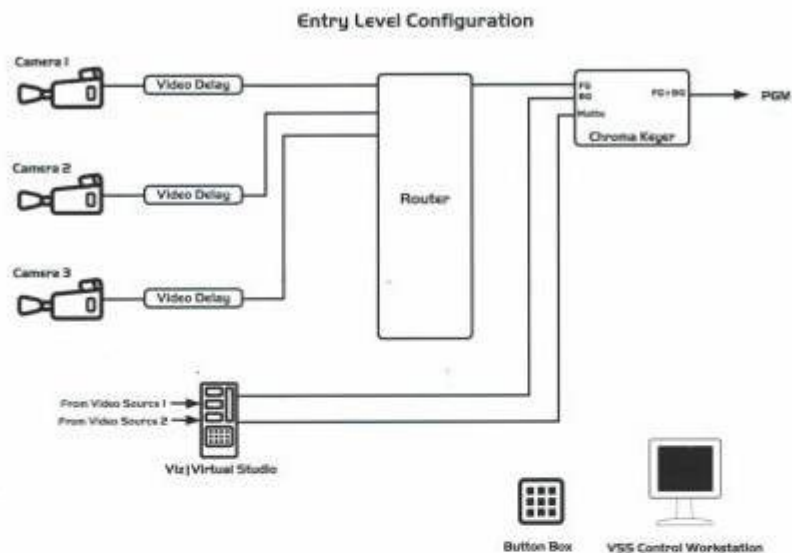 Entry Level Configuration
Camera 1
Video Delay
Camera 2
Video Delay
Camera 3
Video Delay
Router
FG
BG
Matte
FG+BG
Chroma Keyer
PGM
From Video Source 1
From Video Source 2
Viz|Virtual Studio
Button Box
VSS Control Workstation